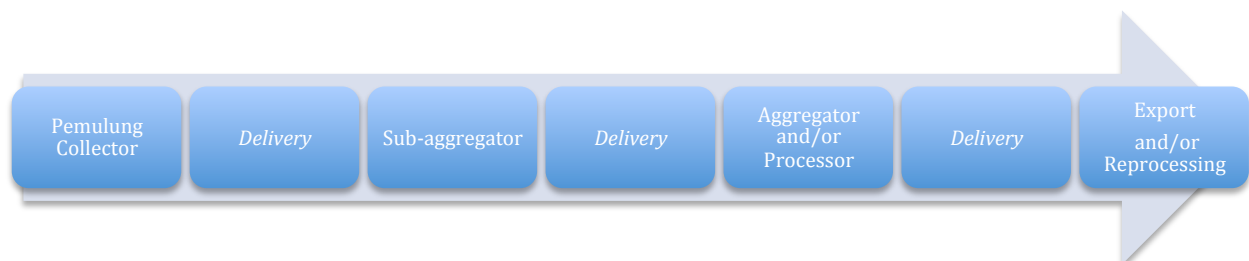 Pemulung
Collector
Delivery
Sub-aggregator
Delivery
Aggregator
and/or
Processor
Delivery
Export
and/or
Reprocessing